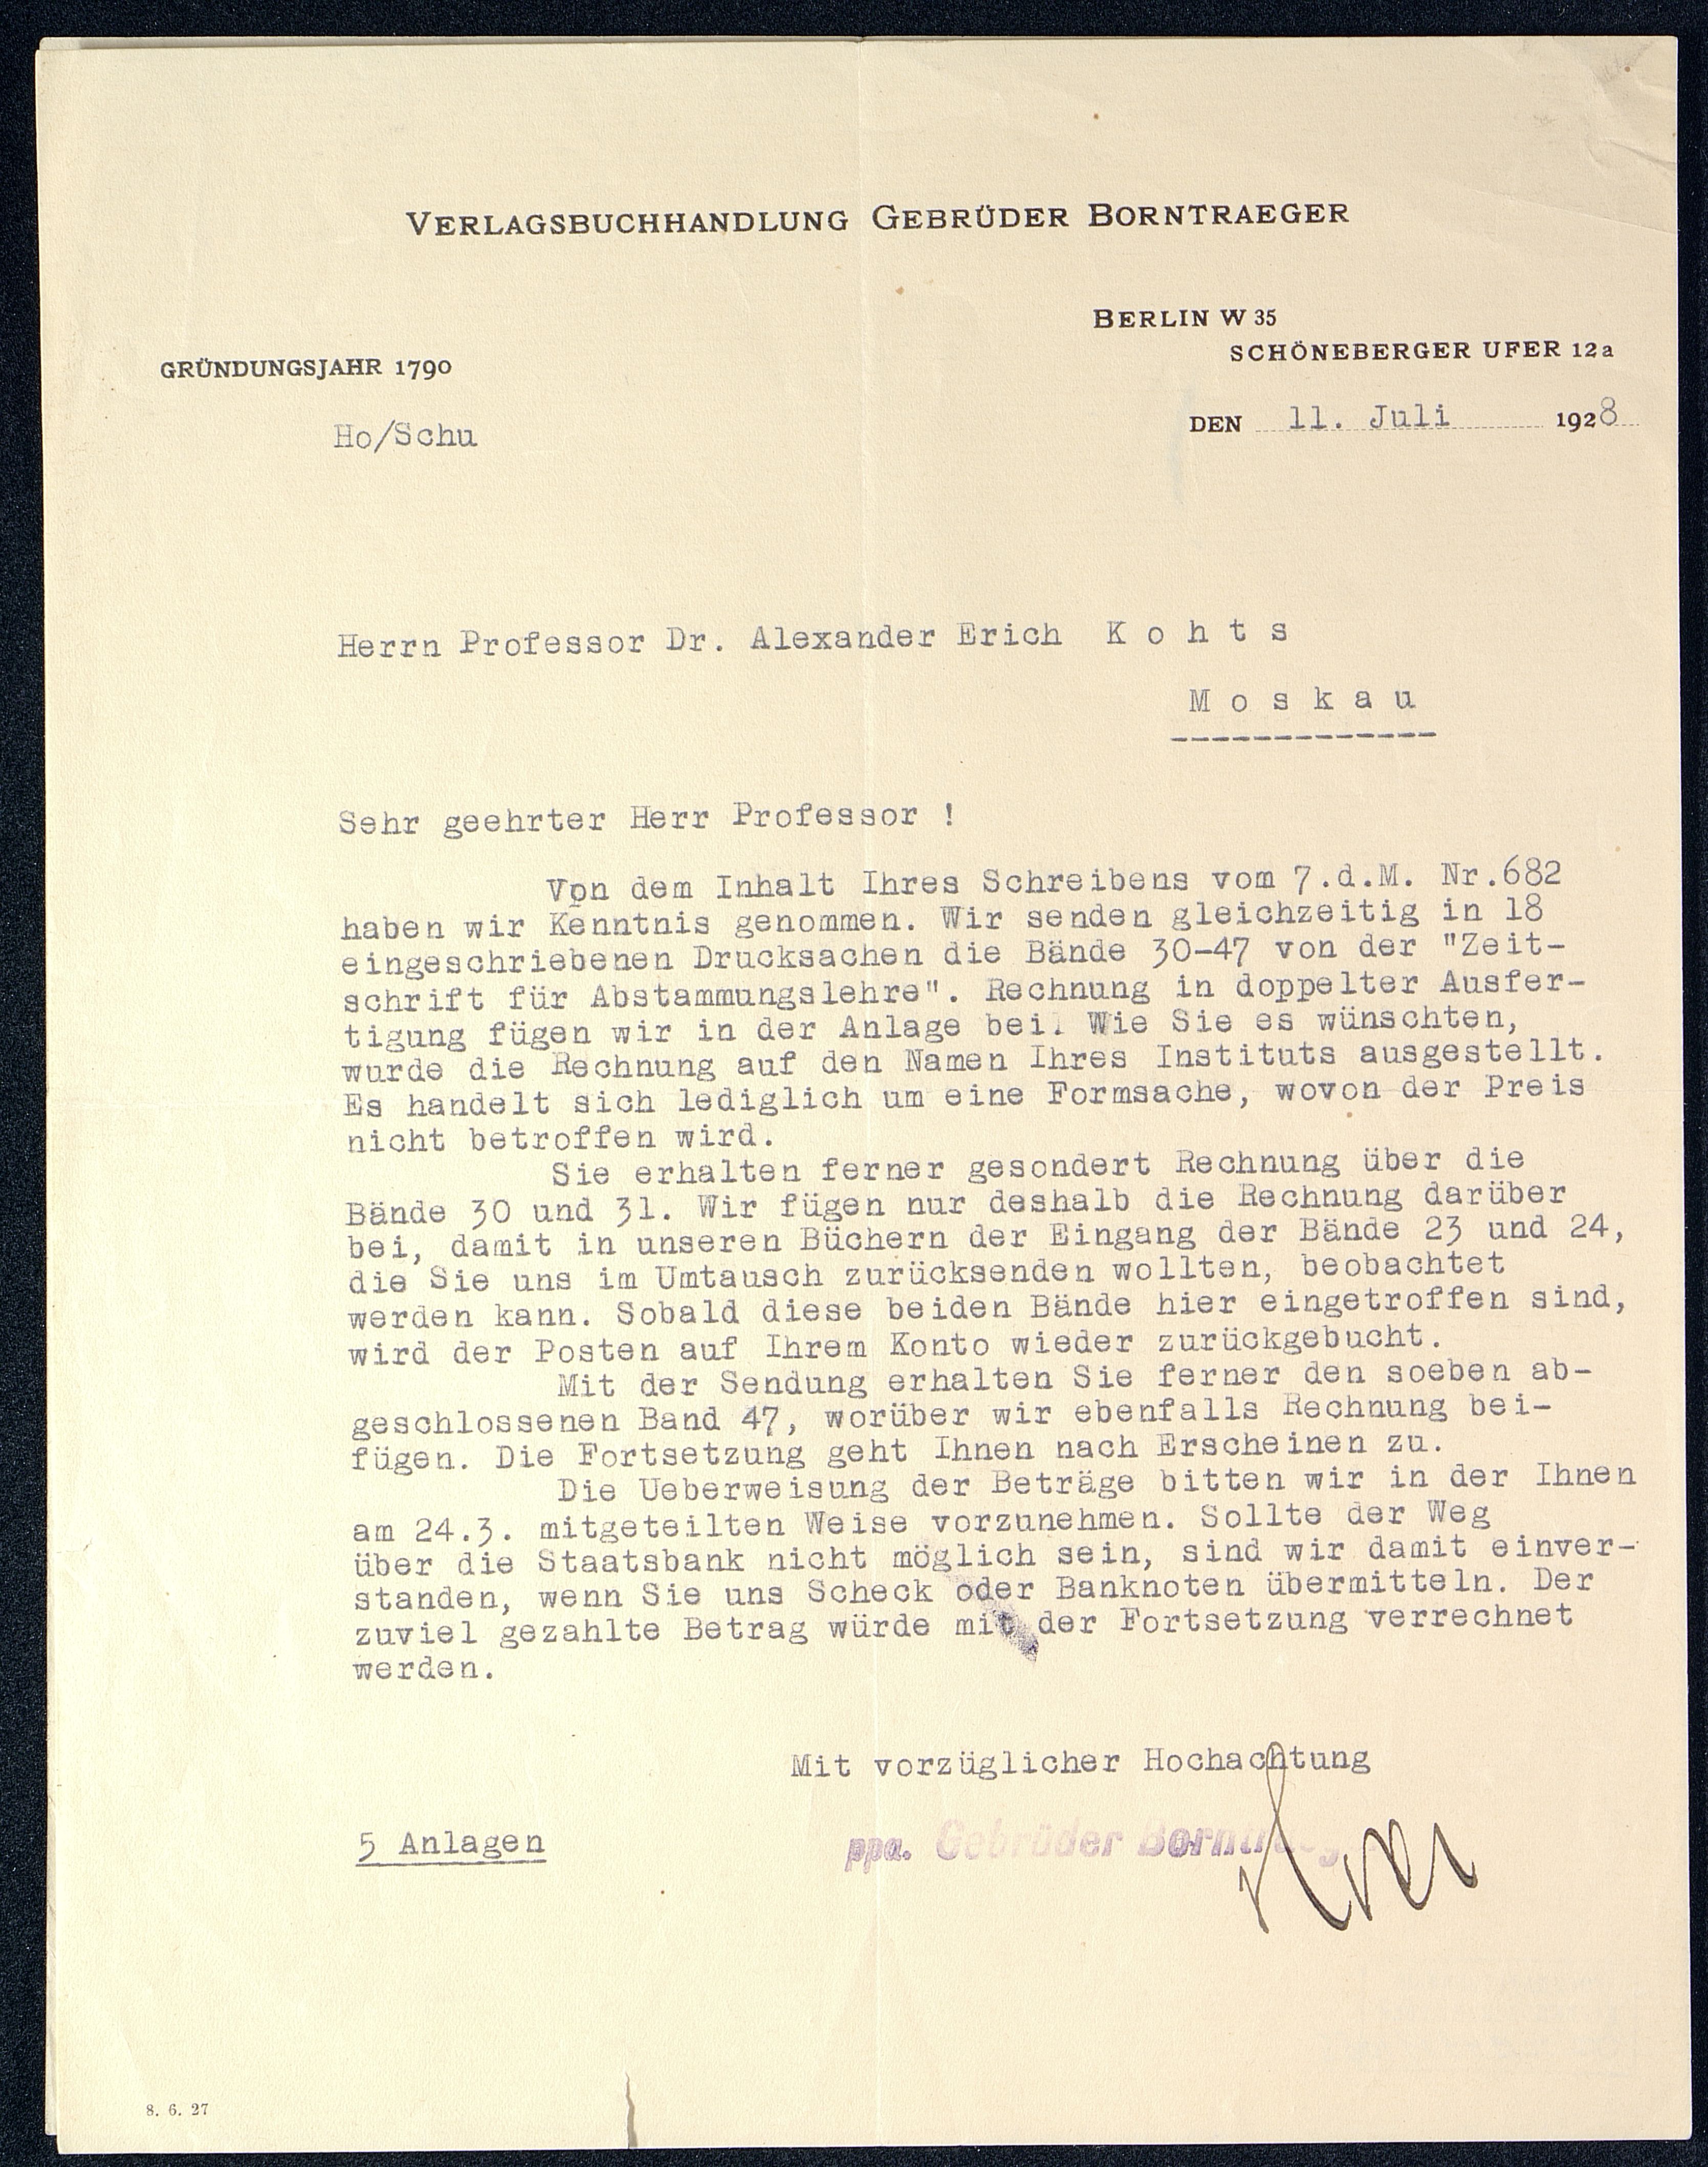 VERLAGSBUCHHANDLUNG GEBRÜDER BORNTRAEGER
BERLIN W 35
SCHÖNEBERGER UFER 12a
GRÜNDUNGSJAHR 1790
DEN 11. Juli 1928
Ho/Schu
Herrn Professor Dr. Alexander Erich K o h t s
M o s k a u
-------------
Sehr geehrter Herr Professor !
Von dem Inhalt Ihres Schreibens vom 7.d.M. Nr.682
haben wir Kenntnis genommen. Wir senden gleichzeitig in 18
eingeschriebenen Drucksachen die Bände 30-47 von der "Zeit-
schrift für Abstammungslehre". Rechnung in doppelter Ausfer-
tigung fügen wir in der Anlage bei. Wie Sie es wünschten,
wurde die Rechnung auf den Namen Ihres Instituts ausgestellt.
Es handelt sich lediglich um eine Formsache, wovon der Preis
nicht betroffen wird.
Sie erhalten ferner gesondert Rechnung über die
Bände 30 und 31. Wir fügen nur deshalb die Rechnung darüber
bei, damit in unseren Büchern der Eingang der Bände 23 und 24,
die Sie uns im Umtausch zurücksenden wollten, beobachtet
werden kann. Sobald diese beiden Bände hier eingetroffen sind,
wird der Posten auf Ihrem Konto wieder zurückgebucht.
Mit der Sendung erhalten Sie ferner den soeben ab-
geschlossenen Band 47, worüber wir ebenfalls Rechnung bei-
fügen. Die Fortsetzung geht Ihnen nach Erscheinen zu.
Die Ueberweisung der Beträge bitten wir in der Ihnen
am 24.3. mitgeteilten Weise vorzunehmen. Sollte der Weg
über die Staatsbank nicht möglich sein, sind wir damit einver-
standen, wenn Sie uns Scheck oder Banknoten übermitteln. Der
zuviel gezahlte Betrag würde mit der Fortsetzung verrechnet
werden.
Mit vorzüglicher Hochachtung
5 Anlagen
ppa. Gebrüder
8. 6. 27